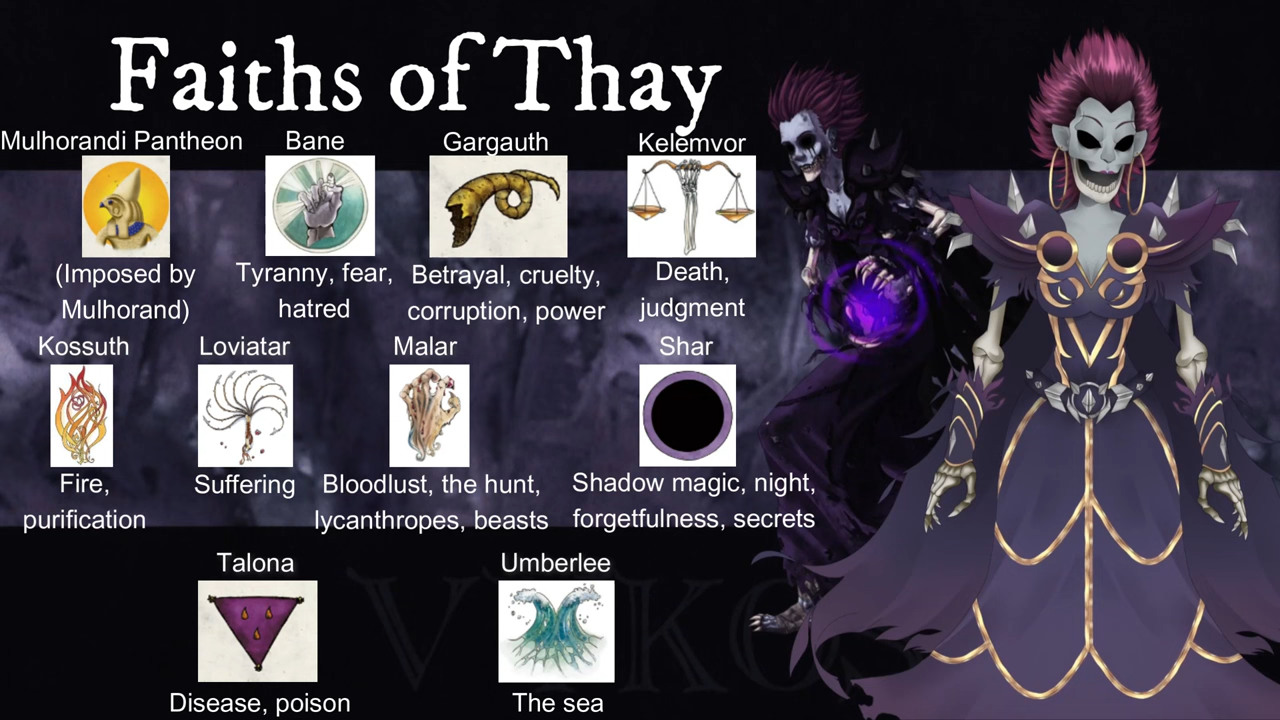 Faiths of Thay
Mulhorandi Pantheon
Bane
Gargauth
Kelemvor
(Imposed by
Mulhorand)
Tyranny, fear,
hatred
Betrayal, cruelty,
corruption, power
Death,
judgment
Kossuth
Loviatar
Malar
Shar
Fire,
purification
Suffering
Bloodlust, the hunt,
lycanthropes, beasts
Shadow magic, night,
forgetfulness, secrets
Talona
Umberlee
Disease, poison
The sea